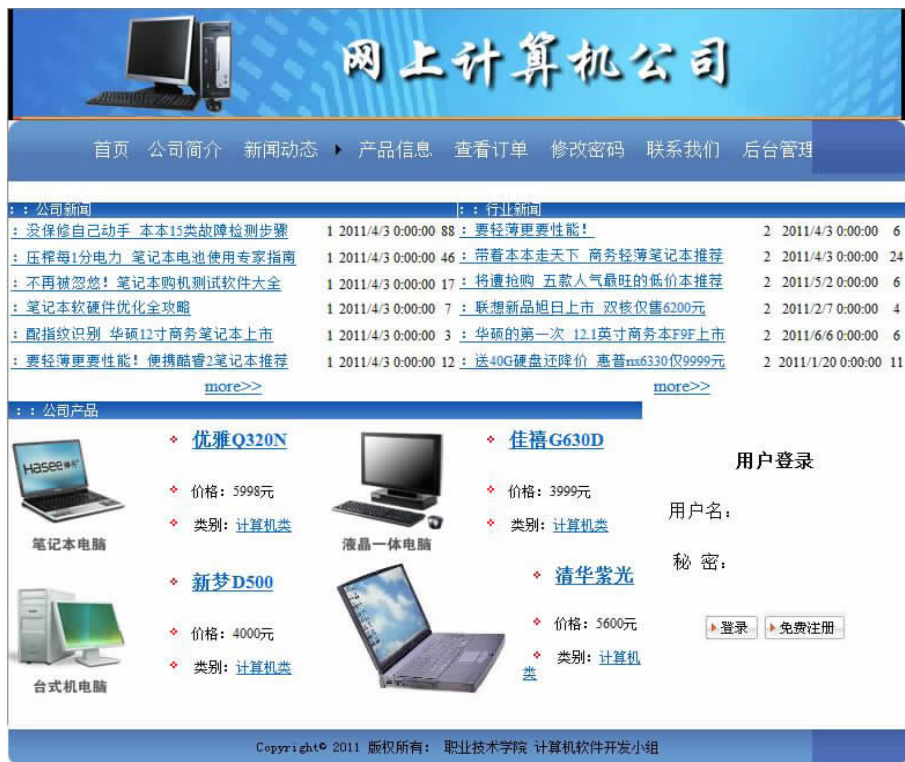 网上计算机公司
首页 公司简介 新闻动态 产品信息 查看订单 修改密码 联系我们 后台管理
：：公司新闻
：没保修自己动手 本本15类故障检测步骤 1 2011/4/3 0:00:00 88
：压榨每1分电力 笔记本电池使用专家指南 1 2011/4/3 0:00:00 46
：不再被忽悠！笔记本购机测试软件大全 1 2011/4/3 0:00:00 17
：笔记本软硬件优化全攻略 1 2011/4/3 0:00:00 7
：配指纹识别 华硕12寸商务笔记本上市 1 2011/4/3 0:00:00 3
：要轻薄更要性能！便携酷睿2笔记本推荐 1 2011/4/3 0:00:00 12
more>>
：：行业新闻
：要轻薄更要性能！ 2 2011/4/3 0:00:00 6
：带着本本走天下 商务轻薄笔记本推荐 2 2011/4/3 0:00:00 24
：将遭抢购 五款人气最旺的低价本推荐 2 2011/5/2 0:00:00 6
：联想新品旭日上市 双核仅售6200元 2 2011/2/7 0:00:00 4
：华硕的第一次 12.1英寸商务本F9F上市 2 2011/6/6 0:00:00 6
：送40G硬盘还降价 惠普nx6330仅9999元 2 2011/1/20 0:00:00 11
more>>
：：公司产品
Hasee神舟
笔记本电脑
优雅Q320N
价格：5998元
类别：计算机类
液晶一体电脑
佳禧G630D
价格：3999元
类别：计算机类
台式机电脑
新梦D500
价格：4000元
类别：计算机类
清华紫光
价格：5600元
类别：计算机
类
用户登录
用户名：
秘 密：
登录 免费注册
Copyright© 2011 版权所有： 职业技术学院 计算机软件开发小组